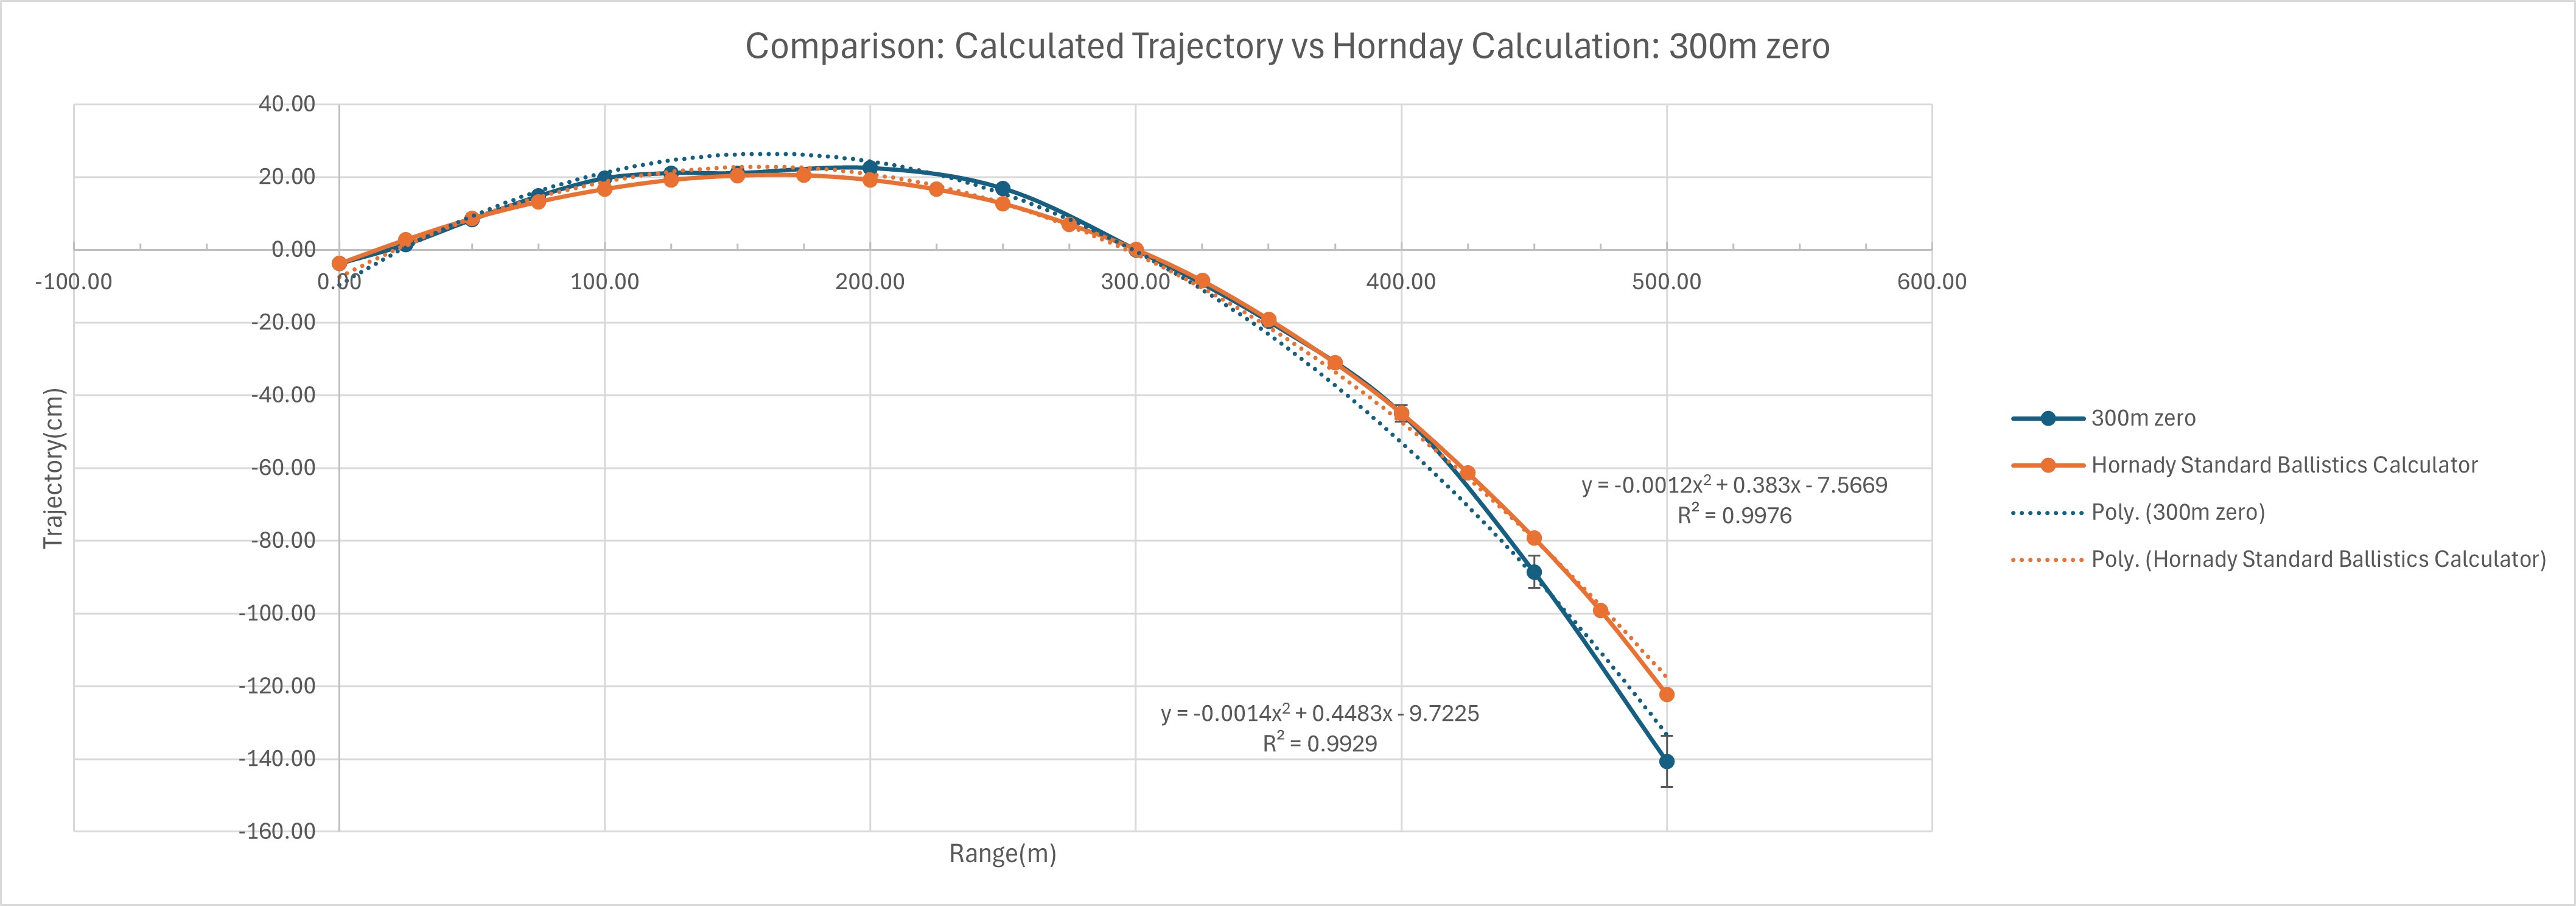 Comparison: Calculated Trajectory vs Hornday Calculation: 300m zero
40.00
20.00
0.00
-100.00 0.00 100.00 200.00 300.00 400.00 500.00 600.00
-20.00
-40.00
-60.00
-80.00
-100.00
-120.00
-140.00
-160.00
Trajectory(cm)
Range(m)
y = -0.0012x² + 0.383x - 7.5669
R² = 0.9976
y = -0.0014x² + 0.4483x - 9.7225
R² = 0.9929
300m zero
Hornady Standard Ballistics Calculator
Poly. (300m zero)
Poly. (Hornady Standard Ballistics Calculator)